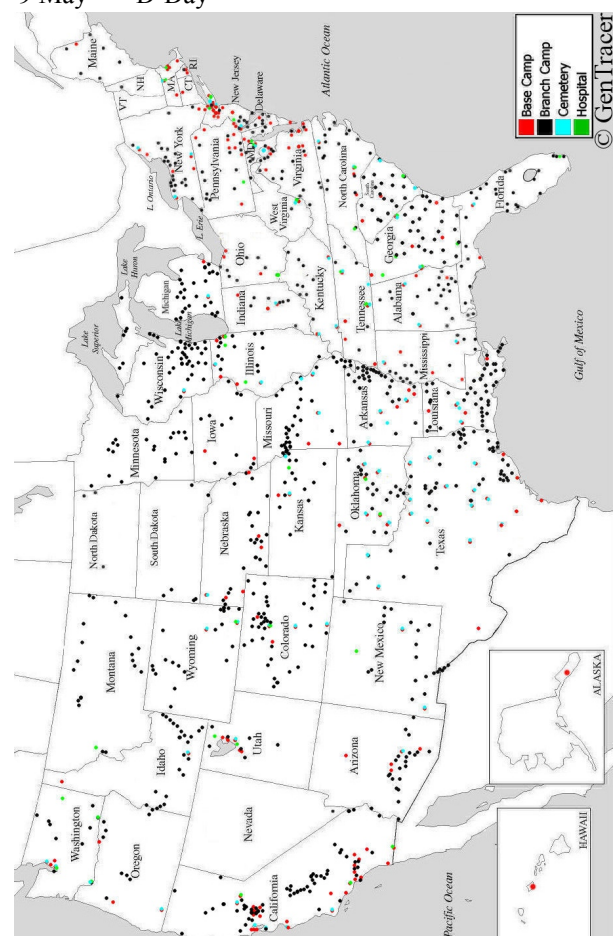 9 May D-Day
Maine
VT
NH
MA
CT
RI
New York
L. Ontario
L. Erie
Pennsylvania
New Jersey
Delaware
MD
Atlantic Ocean
Virginia
West
Virginia
North Carolina
South
Carolina
Georgia
Florida
Ohio
Indiana
Kentucky
Tennessee
Alabama
Mississippi
Lake
Huron
Michigan
Lake
Michigan
Lake
Superior
Wisconsin
Illinois
Minnesota
Iowa
Missouri
Arkansas
Louisiana
Gulf of Mexico
North Dakota
South Dakota
Nebraska
Kansas
Oklahoma
Texas
Montana
Wyoming
Colorado
New Mexico
Idaho
Utah
Arizona
Washington
Oregon
Nevada
California
Pacific Ocean
ALASKA
HAWAII
Base Camp
Branch Camp
Cemetery
Hospital
© GenTracer